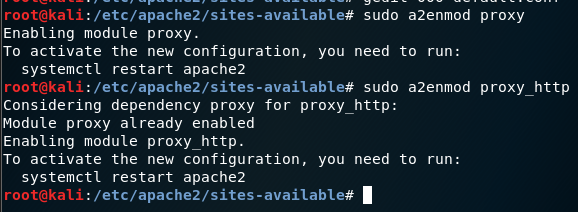 root@kali:/etc/apache2/sites-available# sudo a2enmod proxy
Enabling module proxy.
To activate the new configuration, you need to run:
  systemctl restart apache2
root@kali:/etc/apache2/sites-available# sudo a2enmod proxy_http
Considering dependency proxy for proxy_http:
Module proxy already enabled
Enabling module proxy_http.
To activate the new configuration, you need to run:
  systemctl restart apache2
root@kali:/etc/apache2/sites-available#